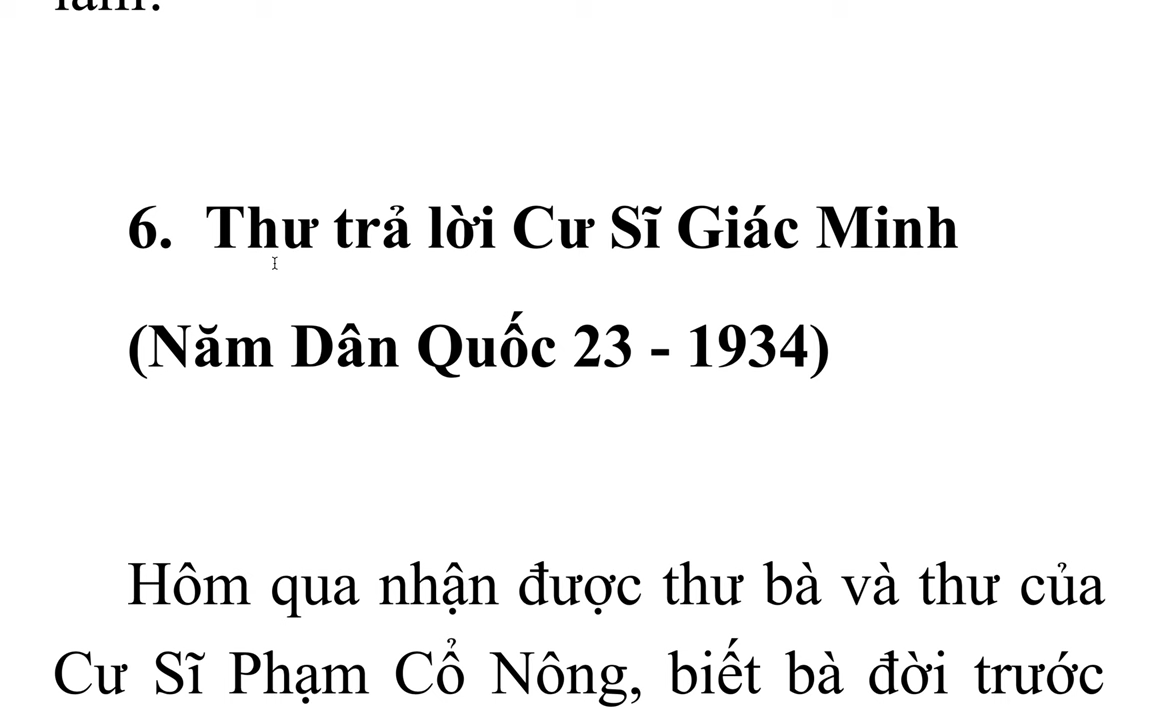 6. Thư trả lời Cư Sĩ Giác Minh
(Năm Dân Quốc 23 - 1934)
Hôm qua nhận được thư bà và thư của
Cư Sĩ Phạm Cổ Nông, biết bà đời trước